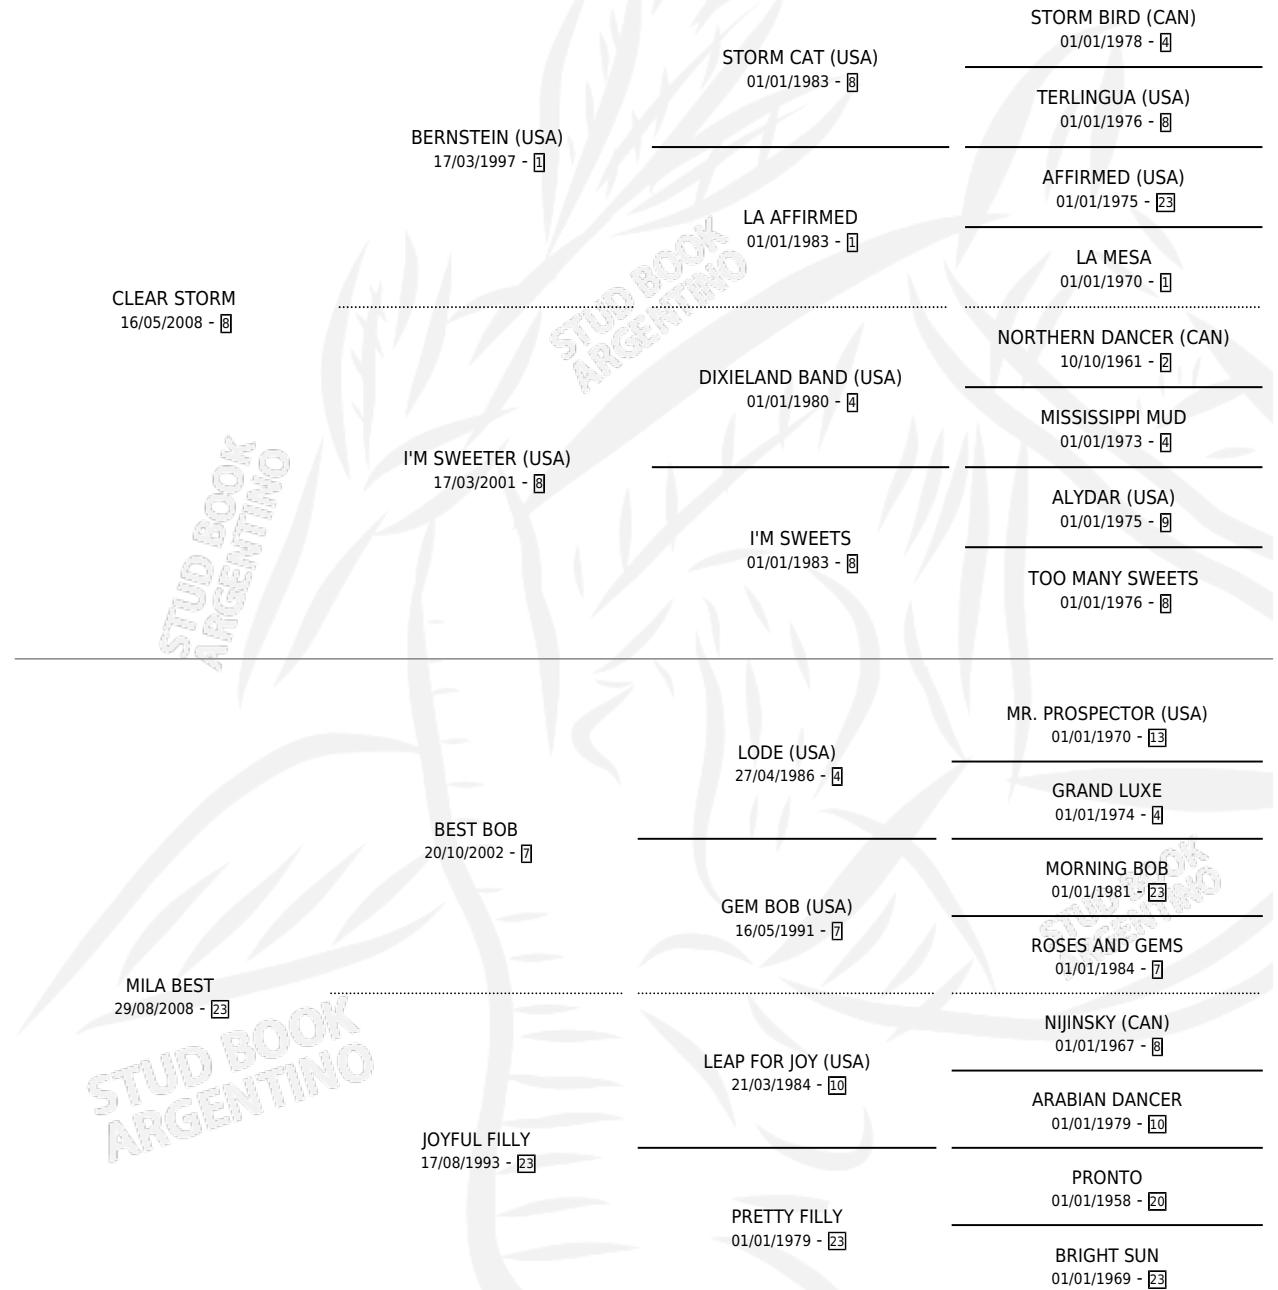 STORM BIRD (CAN)
01/01/1978 - 4
STORM CAT (USA)
01/01/1983 - 8
TERLINGUA (USA)
01/01/1976 - 8
BERNSTEIN (USA)
17/03/1997 - 1
AFFIRMED (USA)
01/01/1975 - 23
LA AFFIRMED
01/01/1983 - 1
LA MESA
01/01/1970 - 1
CLEAR STORM
16/05/2008 - 8
NORTHERN DANCER (CAN)
10/10/1961 - 2
DIXIELAND BAND (USA)
01/01/1980 - 4
MISSISSIPPI MUD
01/01/1973 - 4
I'M SWEETER (USA)
17/03/2001 - 8
ALYDAR (USA)
01/01/1975 - 9
I'M SWEETS
01/01/1983 - 8
TOO MANY SWEETS
01/01/1976 - 8
MR. PROSPECTOR (USA)
01/01/1970 - 13
LODE (USA)
27/04/1986 - 4
GRAND LUXE
01/01/1974 - 4
BEST BOB
20/10/2002 - 7
MORNING BOB
01/01/1981 - 23
GEM BOB (USA)
16/05/1991 - 7
ROSES AND GEMS
01/01/1984 - 7
MILA BEST
29/08/2008 - 23
NIJINSKY (CAN)
01/01/1967 - 8
LEAP FOR JOY (USA)
21/03/1984 - 10
ARABIAN DANCER
01/01/1979 - 10
JOYFUL FILLY
17/08/1993 - 23
PRONTO
01/01/1958 - 20
PRETTY FILLY
01/01/1979 - 23
BRIGHT SUN
01/01/1969 - 23
STUD BOOK
ARGENTINO
STUD BOOK
ARGENTINO
STUD BOOK
ARGENTINO
STUD BOOK
ARGENTINO